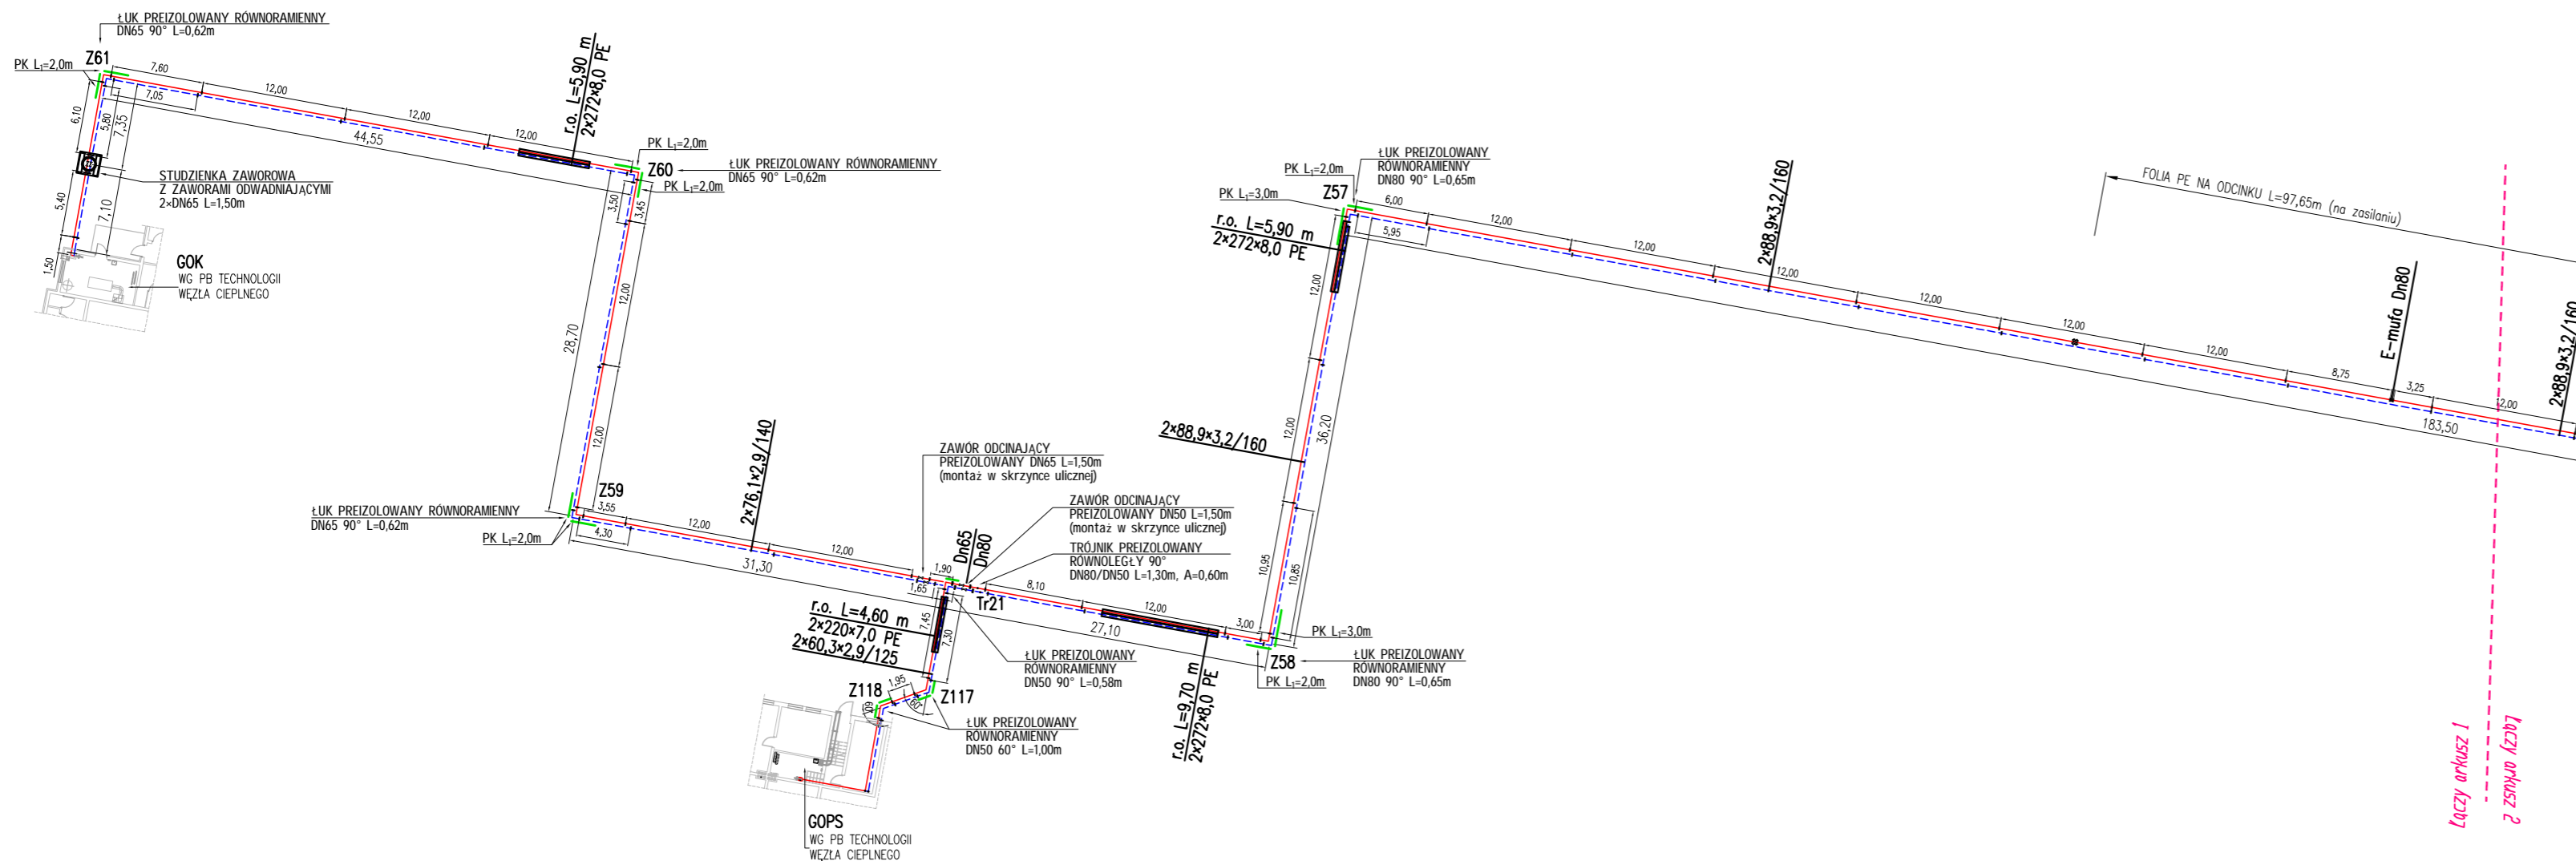 ŁUK PREIZOLOWANY RÓWNORAMIENNY
DN65 90° L=0,62m
Z61
PK L₁=2,0m
7,60
12,00
12,00
12,00
7,05
44,55
6,10
5,80
7,35
5,40
7,10
1,50
STUDZIENKA ZAWOROWA
Z ZAWORAMI ODWADNIAJĄCYMI
2×DN65 L=1,50m
GOK
WG PB TECHNOLOGII
WĘZŁA CIEPLNEGO
r.o. L=5,90 m
2×272×8,0 PE
PK L₁=2,0m
Z60
ŁUK PREIZOLOWANY RÓWNORAMIENNY
DN65 90° L=0,62m
PK L₁=2,0m
3,50
3,45
12,00
28,70
12,00
Z59
ŁUK PREIZOLOWANY RÓWNORAMIENNY
DN65 90° L=0,62m
PK L₁=2,0m
3,55
4,30
12,00
12,00
31,30
2×76,1×2,9/140
ZAWÓR ODCINAJĄCY
PREIZOLOWANY DN65 L=1,50m
(montaż w skrzynce ulicznej)
ZAWÓR ODCINAJĄCY
PREIZOLOWANY DN50 L=1,50m
(montaż w skrzynce ulicznej)
TRÓJNIK PREIZOLOWANY
RÓWNOLEGŁY 90°
DN80/DN50 L=1,30m, A=0,60m
Dn65
Dn80
1,90
1,65
Tr21
8,10
12,00
3,00
27,10
7,45
7,30
r.o. L=4,60 m
2×220×7,0 PE
2×60,3×2,9/125
ŁUK PREIZOLOWANY
RÓWNORAMIENNY
DN50 90° L=0,58m
Z118
1,95
60°
60°
Z117
ŁUK PREIZOLOWANY
RÓWNORAMIENNY
DN50 60° L=1,00m
GOPS
WG PB TECHNOLOGII
WĘZŁA CIEPLNEGO
r.o. L=9,70 m
2×272×8,0 PE
PK L₁=3,0m
Z58
PK L₁=2,0m
ŁUK PREIZOLOWANY
RÓWNORAMIENNY
DN80 90° L=0,65m
10,95
10,85
12,00
12,00
36,20
2×88,9×3,2/160
r.o. L=5,90 m
2×272×8,0 PE
PK L₁=3,0m
PK L₁=2,0m
Z57
ŁUK PREIZOLOWANY
RÓWNORAMIENNY
DN80 90° L=0,65m
6,00
5,95
12,00
12,00
12,00
12,00
12,00
12,00
8,75
3,25
12,00
183,50
2×88,9×3,2/160
FOLIA PE NA ODCINKU L=97,65m (na zasilaniu)
E-mufa Dn80
2×88,9×3,2/160
Łączy arkusz 1
Łączy arkusz 2